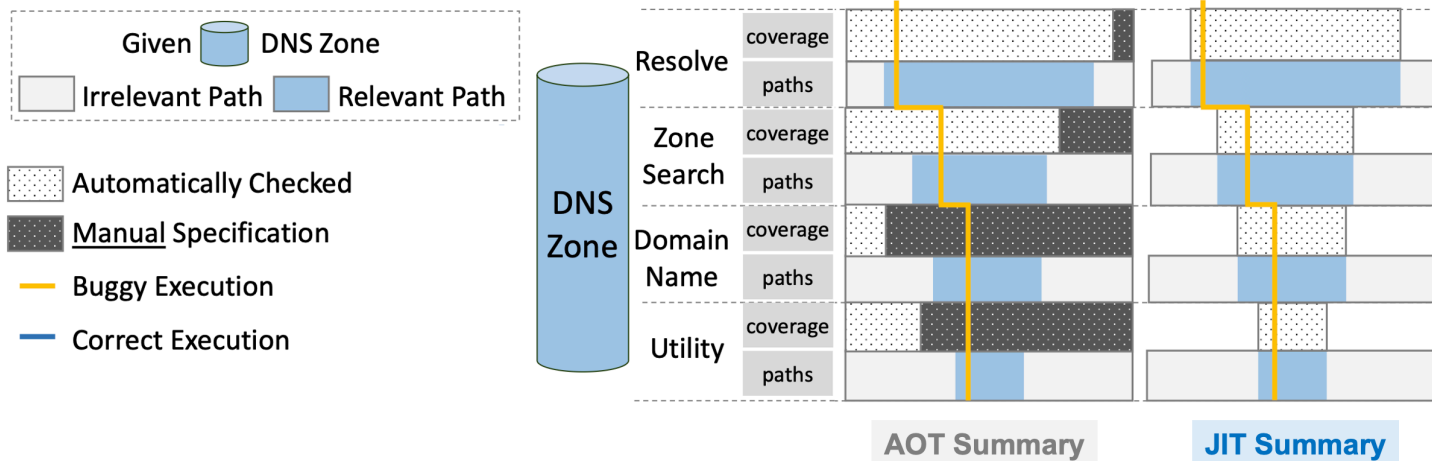 Given DNS Zone
Irrelevant Path Relevant Path
Automatically Checked
Manual Specification
Buggy Execution
Correct Execution
DNS
Zone
Resolve
coverage
paths
Zone
Search
coverage
paths
Domain
Name
coverage
paths
Utility
coverage
paths
AOT Summary
JIT Summary